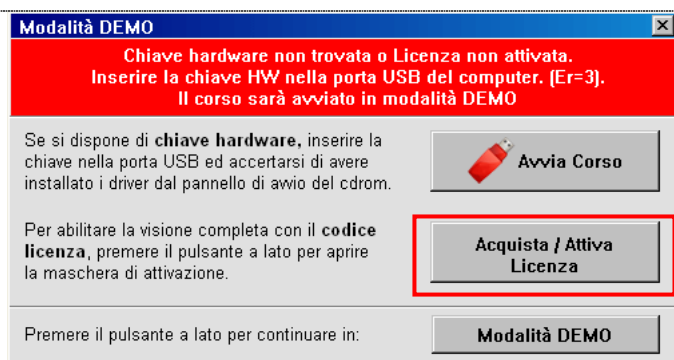 Modalità DEMO
Chiave hardware non trovata o Licenza non attivata.
Inserire la chiave HW nella porta USB del computer. (Er=3).
Il corso sarà avviato in modalità DEMO
Se si dispone di chiave hardware, inserire la
chiave nella porta USB ed accertarsi di avere
installato i driver dal pannello di avvio del cdrom.
Avvia Corso
Per abilitare la visione completa con il codice
licenza, premere il pulsante a lato per aprire
la maschera di attivazione.
Acquista / Attiva
Licenza
Premere il pulsante a lato per continuare in:
Modalità DEMO